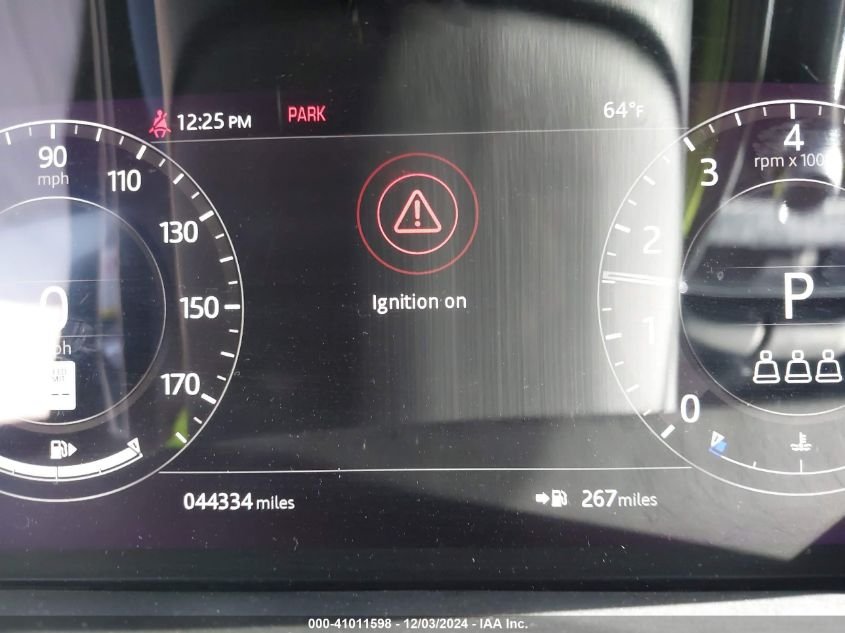 12:25 PM PARK 64°F
90
mph
110
130
150
170
0
Ignition on
4
rpm x 100
3
2
1
0
P
044334 miles
267 miles
000-41011598 - 12/03/2024 - IAA Inc.